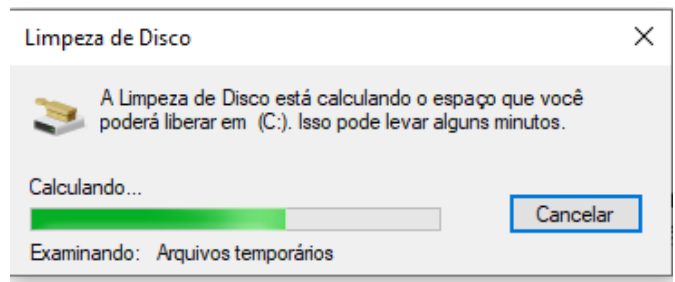 Limpeza de Disco
A Limpeza de Disco está calculando o espaço que você
poderá liberar em (C:). Isso pode levar alguns minutos.
Calculando...
Cancelar
Examinando: Arquivos temporários